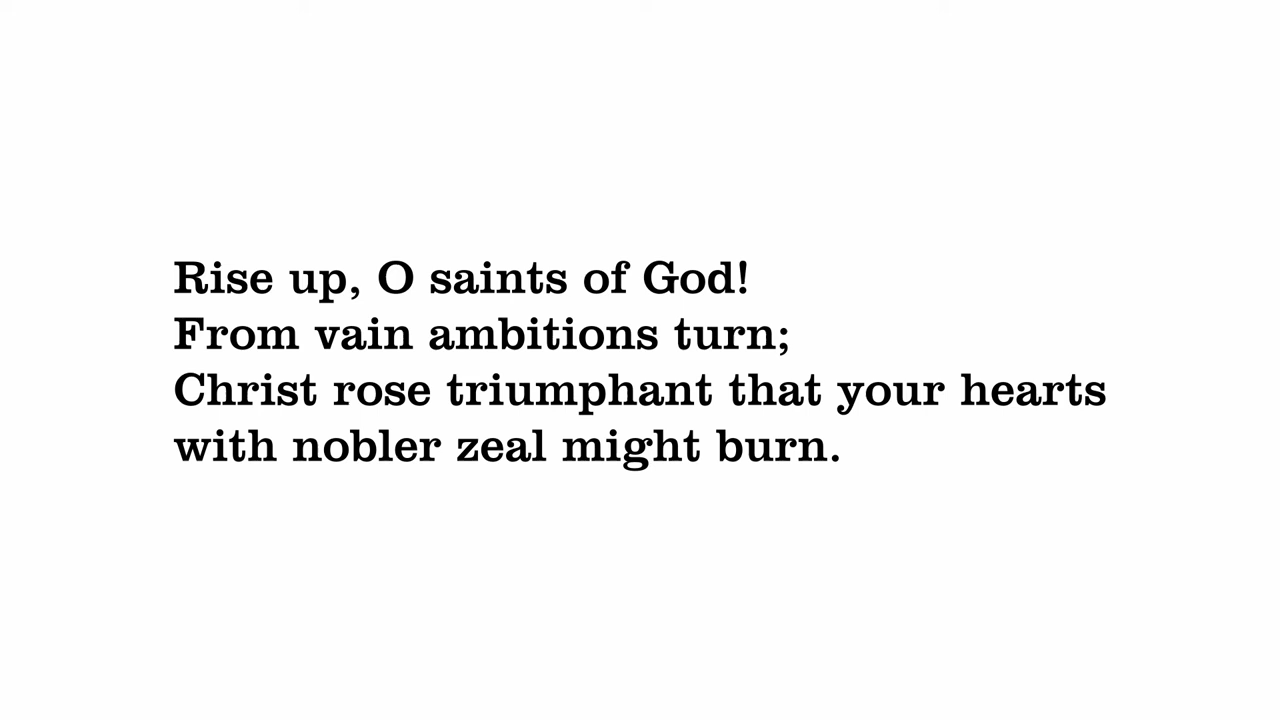 Rise up, O saints of God!
From vain ambitions turn;
Christ rose triumphant that your hearts
with nobler zeal might burn.